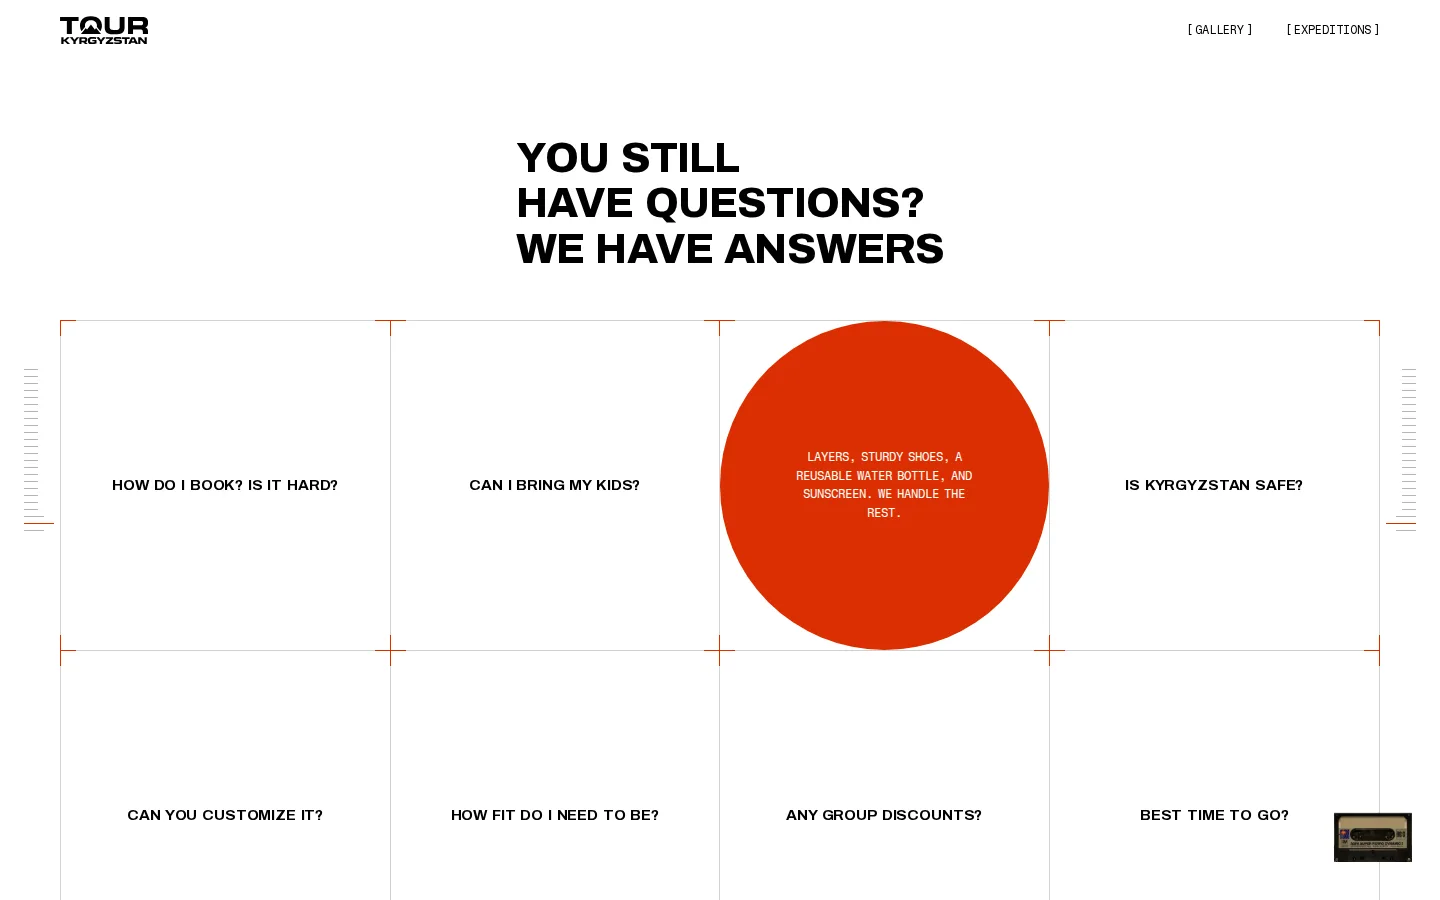 TOUR
KYRGYZSTAN
[ GALLERY ]
[ EXPEDITIONS ]
YOU STILL
HAVE QUESTIONS?
WE HAVE ANSWERS
HOW DO I BOOK? IS IT HARD?
CAN I BRING MY KIDS?
LAYERS, STURDY SHOES, A
REUSABLE WATER BOTTLE, AND
SUNSCREEN. WE HANDLE THE
REST.
IS KYRGYZSTAN SAFE?
CAN YOU CUSTOMIZE IT?
HOW FIT DO I NEED TO BE?
ANY GROUP DISCOUNTS?
BEST TIME TO GO?